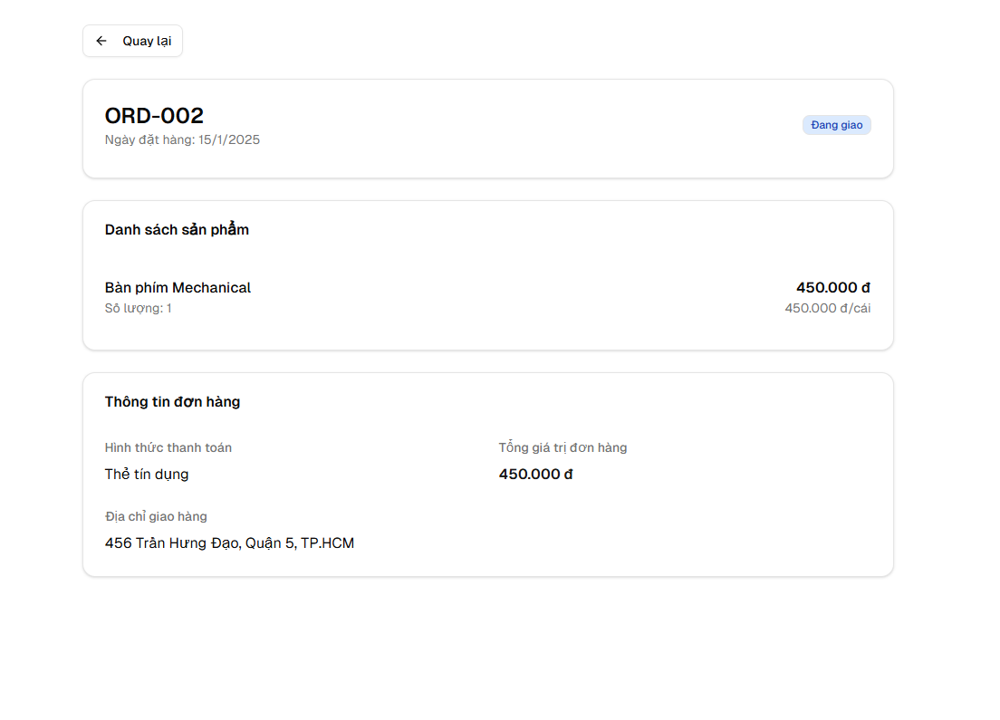 Quay lại
ORD-002
Ngày đặt hàng: 15/1/2025
Đang giao
Danh sách sản phẩm
Bàn phím Mechanical
450.000 đ
Số lượng: 1
450.000 đ/cái
Thông tin đơn hàng
Hình thức thanh toán
Tổng giá trị đơn hàng
Thẻ tín dụng
450.000 đ
Địa chỉ giao hàng
456 Trần Hưng Đạo, Quận 5, TP.HCM